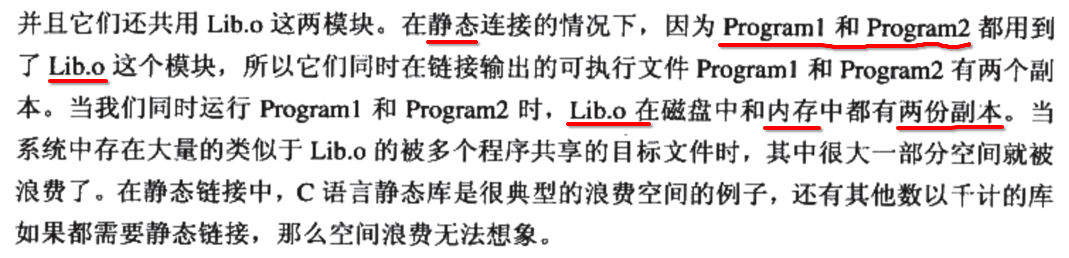 并且它们还共用 Lib.o 这两模块。在静态连接的情况下，因为 Program1 和 Program2 都用到
了 Lib.o 这个模块，所以它们同时在链接输出的可执行文件 Program1 和 Program2 有两个副
本。当我们同时运行 Program1 和 Program2 时，Lib.o 在磁盘中和内存中都有两份副本。当
系统中存在大量的类似于 Lib.o 的被多个程序共享的目标文件时，其中很大一部分空间就被
浪费了。在静态链接中，C 语言静态库是很典型的浪费空间的例子，还有其他数以千计的库
如果都需要静态链接，那么空间浪费无法想象。